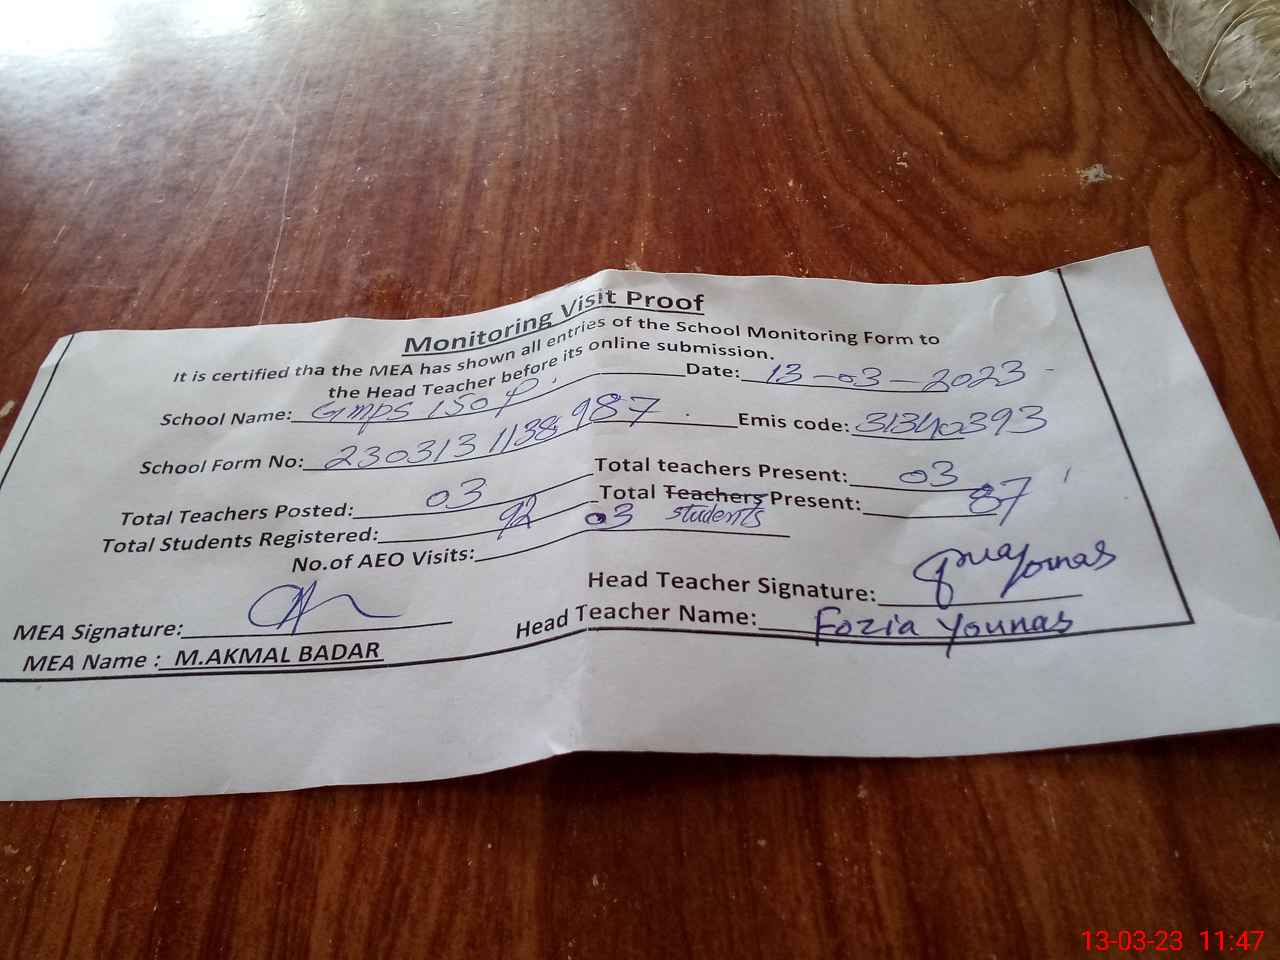 Monitoring Visit Proof
It is certified tha the MEA has shown all entries of the School Monitoring Form to
the Head Teacher before its online submission.
School Name: GMPS 150 P. Date: 13-03-2023
School Form No: 2303131138987 Emis code: 31340393
Total Teachers Posted: 03 Total teachers Present: 03
Total Students Registered: 92 Total Teachers Present: 87
students
No.of AEO Visits: 03
MEA Signature: Head Teacher Signature:
MEA Name : M.AKMAL BADAR Head Teacher Name: Fozia Younas
13-03-23 11:47